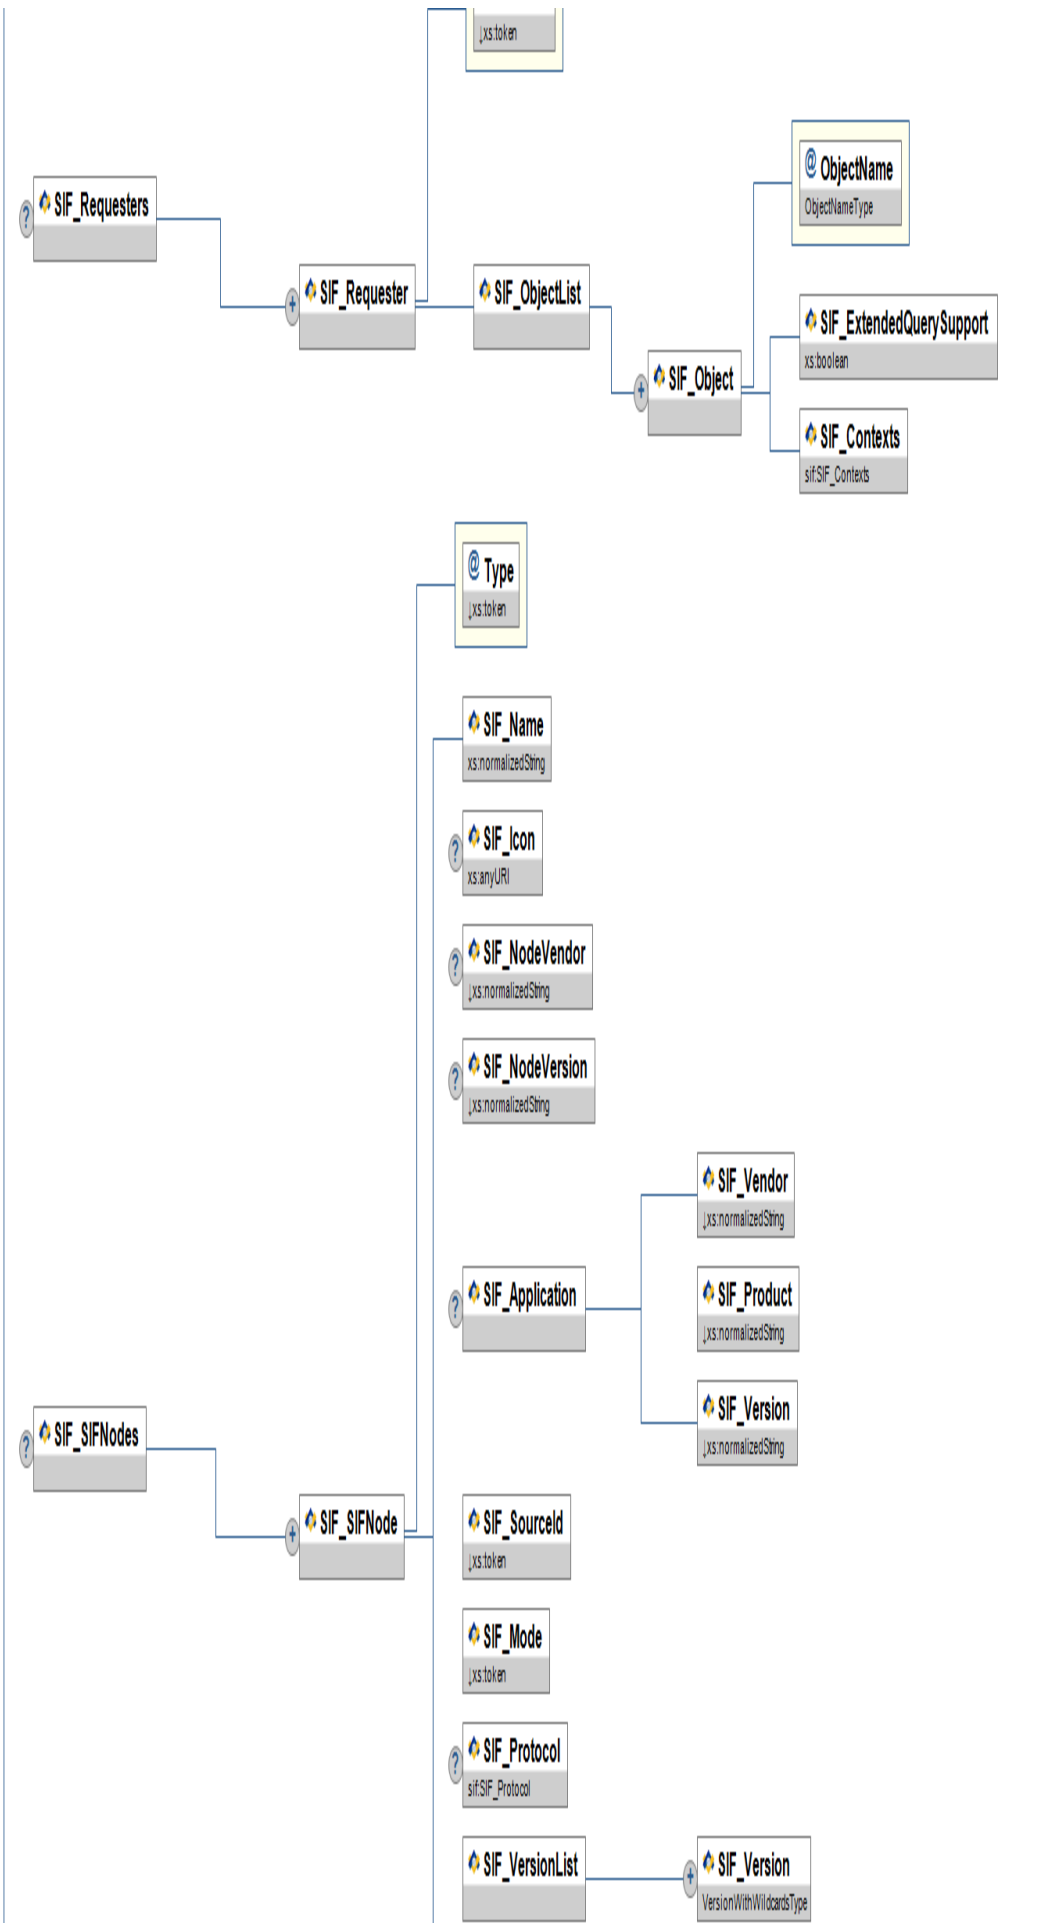 ↓xs:token
@ ObjectName
ObjectNameType
? SIF_Requesters
+ SIF_Requester
SIF_ObjectList
SIF_ExtendedQuerySupport
xs:boolean
+ SIF_Object
SIF_Contexts
sif:SIF_Contexts
@ Type
↓xs:token
SIF_Name
xs:normalizedString
? SIF_Icon
xs:anyURI
? SIF_NodeVendor
↓xs:normalizedString
? SIF_NodeVersion
↓xs:normalizedString
SIF_Vendor
↓xs:normalizedString
? SIF_Application
SIF_Product
↓xs:normalizedString
SIF_Version
↓xs:normalizedString
? SIF_SIFNodes
+ SIF_SIFNode
SIF_SourceId
↓xs:token
SIF_Mode
↓xs:token
? SIF_Protocol
sif:SIF_Protocol
SIF_VersionList
+ SIF_Version
VersionWithWildcardsType